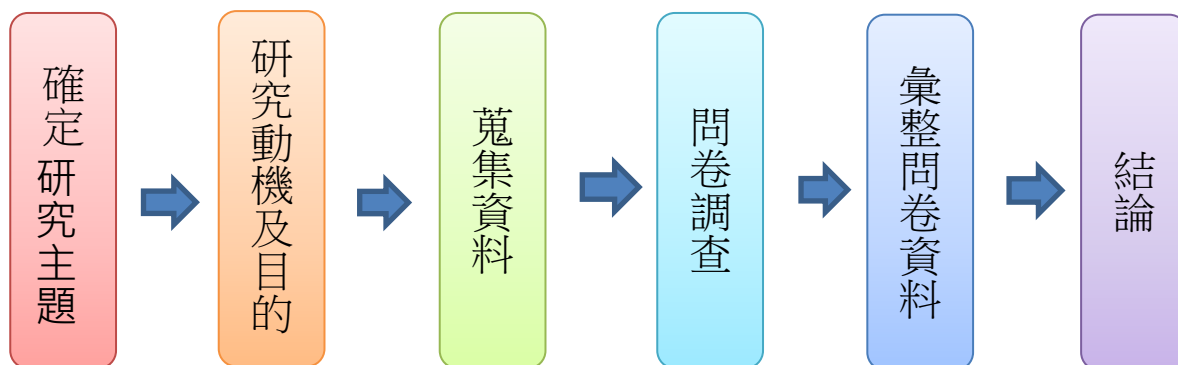 確定研究主題
研究動機及目的
蒐集資料
問卷調查
彙整問卷資料
結論